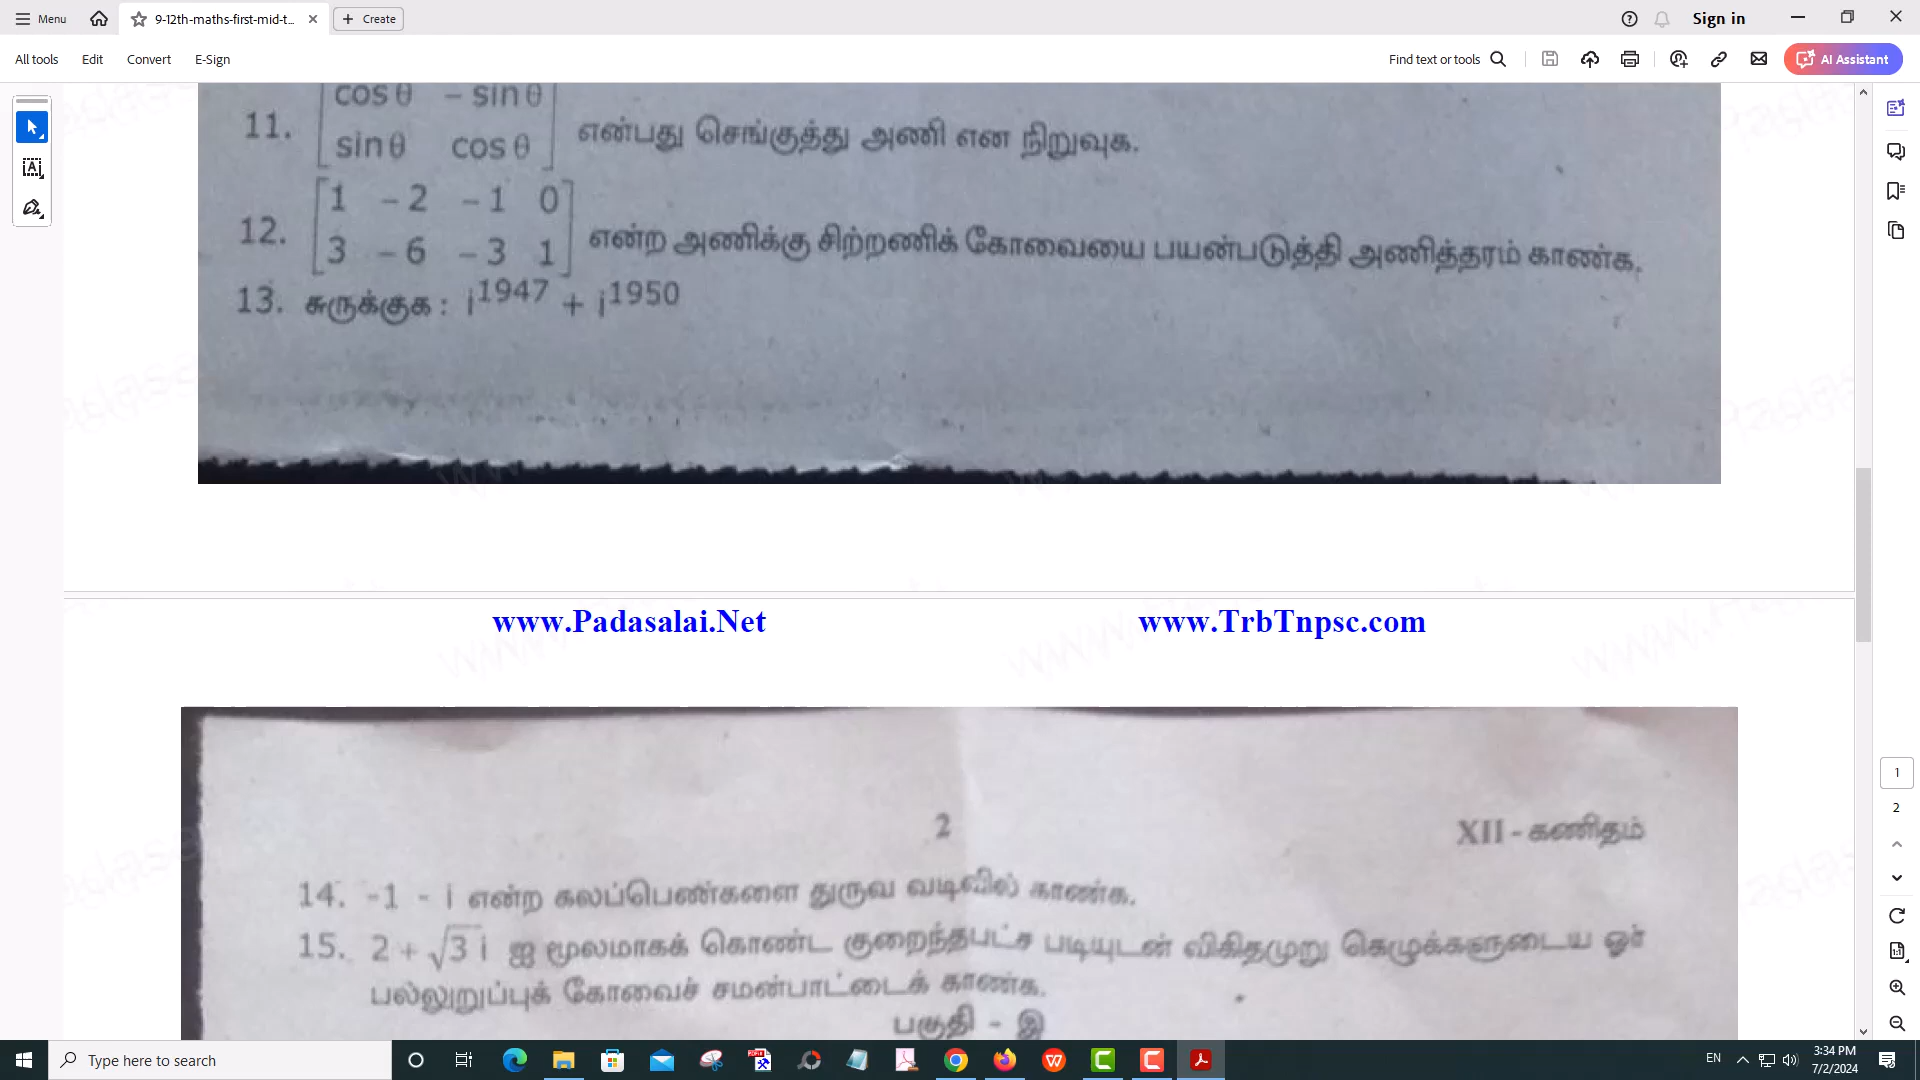 Menu
9-12th-maths-first-mid-t...
Create
Sign in
All tools
Edit
Convert
E-Sign
Find text or tools
AI Assistant
11. [cos θ - sin θ
sin θ cos θ] என்பது செங்குத்து அணி என நிறுவுக.
12. [1 - 2 - 1 0
3 - 6 - 3 1] என்ற அணிக்கு சிற்றணிக் கோவையை பயன்படுத்தி அணித்தரம் காண்க.
13. சுருக்குக : i^1947 + i^1950
www.Padasalai.Net
www.TrbTnpsc.com
2
XII - கணிதம்
14. -1 - i என்ற கலப்பெண்களை துருவ வடிவில் காண்க.
15. 2 + √3 i ஐ மூலமாகக் கொண்ட குறைந்தபட்ச படியுடன் விகிதமுறு கெழுக்களுடைய ஓர்
பல்லுறுப்புக் கோவைச் சமன்பாட்டைக் காண்க.
பகுதி - இ
1
2
Type here to search
EN
3:34 PM
7/2/2024